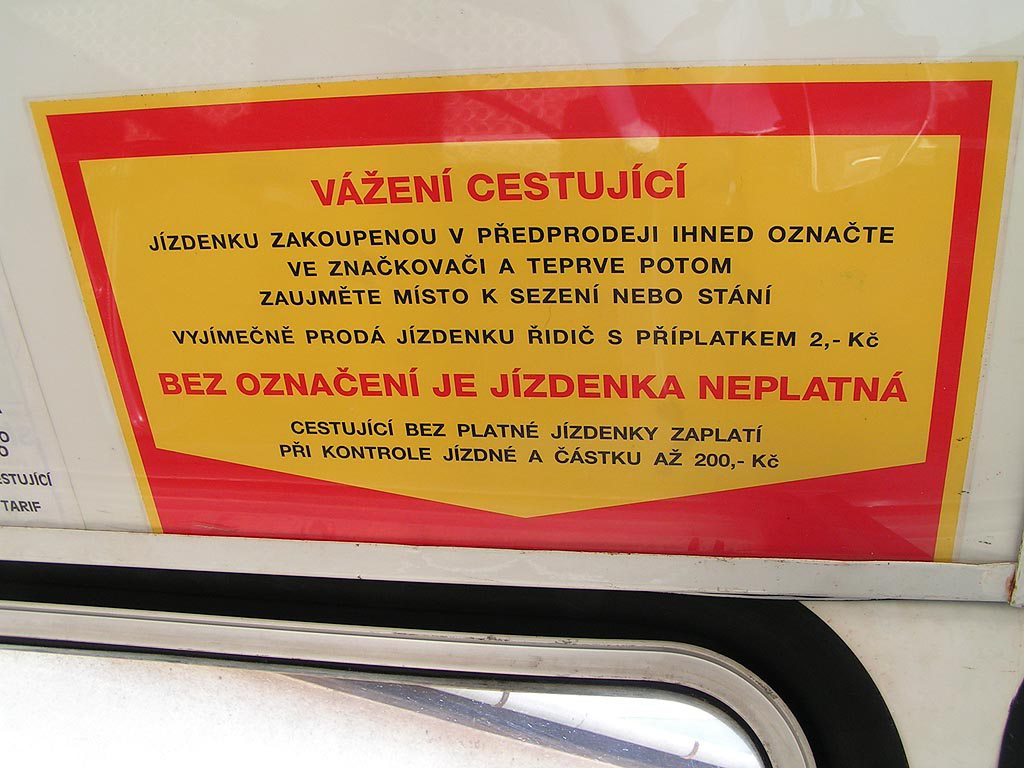 VÁŽENÍ CESTUJÍCÍ
JÍZDENKU ZAKOUPENOU V PŘEDPRODEJI IHNED OZNAČTE
VE ZNAČKOVAČI A TEPRVE POTOM
ZAUJMĚTE MÍSTO K SEZENÍ NEBO STÁNÍ
VYJÍMEČNĚ PRODÁ JÍZDENKU ŘIDIČ S PŘÍPLATKEM 2,- Kč
BEZ OZNAČENÍ JE JÍZDENKA NEPLATNÁ
CESTUJÍCÍ BEZ PLATNÉ JÍZDENKY ZAPLATÍ
PŘI KONTROLE JÍZDNÉ A ČÁSTKU AŽ 200,- Kč
TARIF